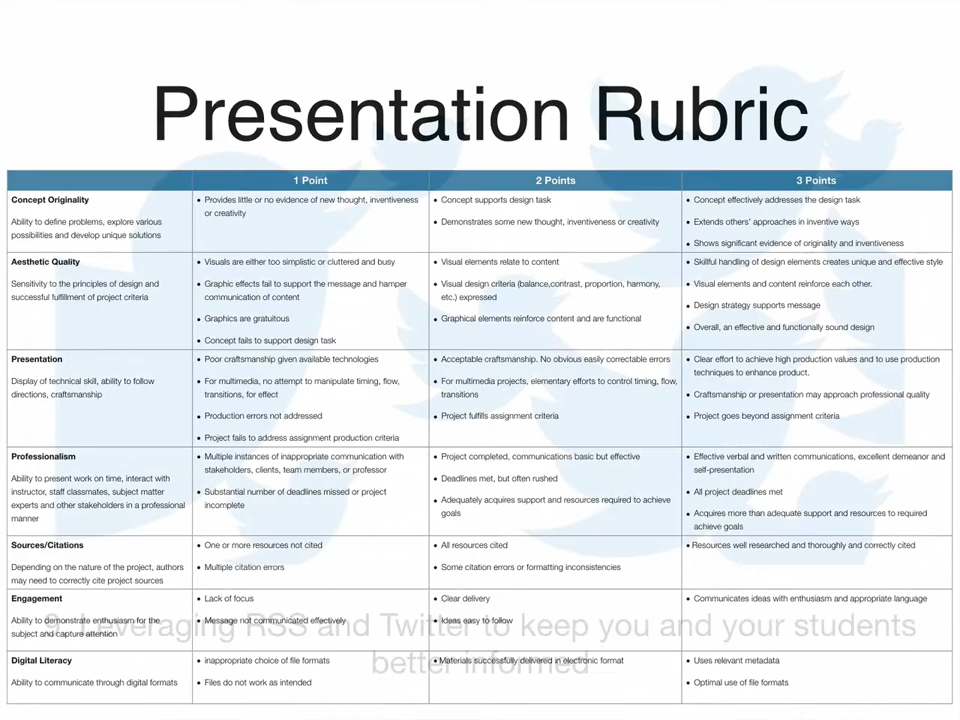 Presentation Rubric
1 Point
2 Points
3 Points
Concept Originality
Ability to define problems, explore various
possibilities and develop unique solutions
• Provides little or no evidence of new thought, inventiveness
or creativity
• Concept supports design task
• Demonstrates some new thought, inventiveness or creativity
• Concept effectively addresses the design task
• Extends others' approaches in inventive ways
• Shows significant evidence of originality and inventiveness
Aesthetic Quality
Sensitivity to the principles of design and
successful fulfillment of project criteria
• Visuals are either too simplistic or cluttered and busy
• Graphic effects fail to support the message and hamper
communication of content
• Graphics are gratuitous
• Concept fails to support design task
• Visual elements relate to content
• Visual design criteria (balance,contrast, proportion, harmony,
etc.) expressed
• Graphical elements reinforce content and are functional
• Skillful handling of design elements creates unique and effective style
• Visual elements and content reinforce each other.
• Design strategy supports message
• Overall, an effective and functionally sound design
Presentation
Display of technical skill, ability to follow
directions, craftsmanship
• Poor craftsmanship given available technologies
• For multimedia, no attempt to manipulate timing, flow,
transitions, for effect
• Production errors not addressed
• Project fails to address assignment production criteria
• Acceptable craftsmanship. No obvious easily correctable errors
• For multimedia projects, elementary efforts to control timing, flow,
transitions
• Project fulfills assignment criteria
• Clear effort to achieve high production values and to use production
techniques to enhance product.
• Craftsmanship or presentation may approach professional quality
• Project goes beyond assignment criteria
Professionalism
Ability to present work on time, interact with
instructor, staff classmates, subject matter
experts and other stakeholders in a professional
manner
• Multiple instances of inappropriate communication with
stakeholders, clients, team members, or professor
• Substantial number of deadlines missed or project
incomplete
• Project completed, communications basic but effective
• Deadlines met, but often rushed
• Adequately acquires support and resources required to achieve
goals
• Effective verbal and written communications, excellent demeanor and
self-presentation
• All project deadlines met
• Acquires more than adequate support and resources to required
achieve goals
Sources/Citations
Depending on the nature of the project, authors
may need to correctly cite project sources
• One or more resources not cited
• Multiple citation errors
• All resources cited
• Some citation errors or formatting inconsistencies
• Resources well researched and thoroughly and correctly cited
Engagement
Ability to demonstrate enthusiasm for the
subject and capture attention
• Lack of focus
• Message not communicated effectively
• Clear delivery
• Ideas easy to follow
• Communicates ideas with enthusiasm and appropriate language
Digital Literacy
Ability to communicate through digital formats
• inappropriate choice of file formats
• Files do not work as intended
• Materials successfully delivered in electronic format
• Uses relevant metadata
• Optimal use of file formats
Leveraging RSS and Twitter to keep you and your students
better informed